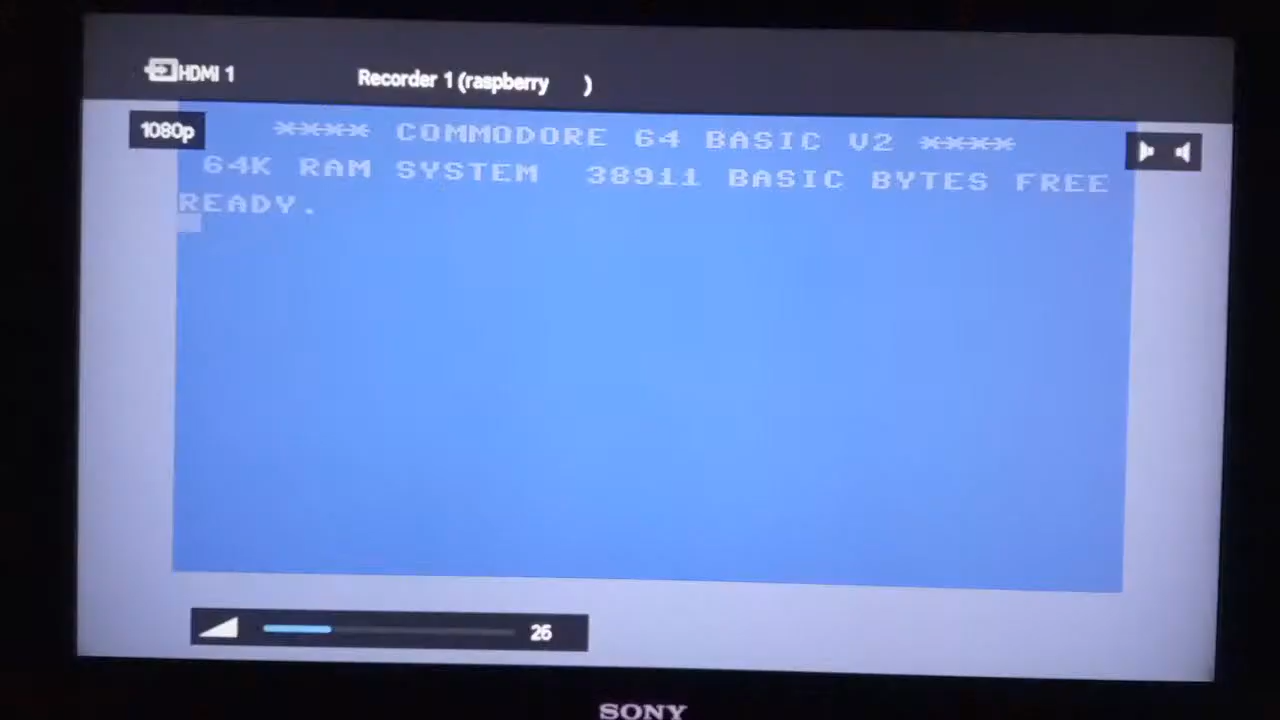 HDMI 1 Recorder 1 (raspberry )
1080p
**** COMMODORE 64 BASIC V2 ****
64K RAM SYSTEM 38911 BASIC BYTES FREE
READY.
26
SONY